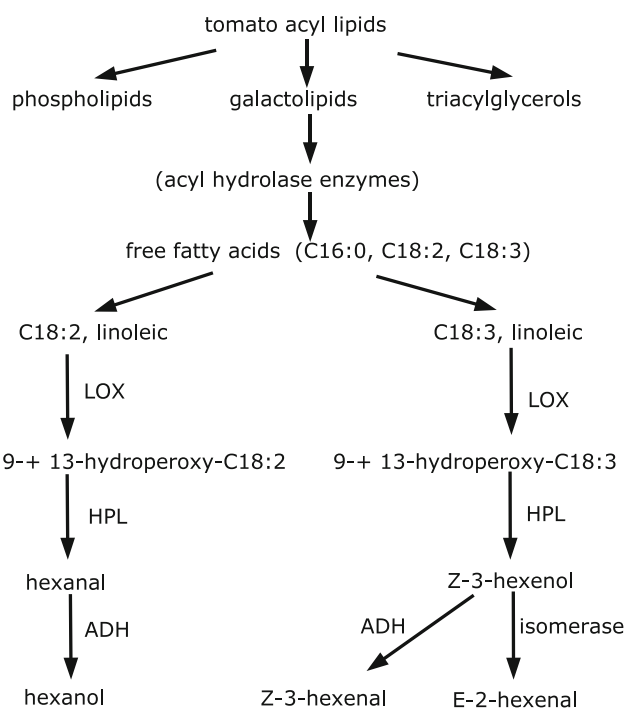 tomato acyl lipids
phospholipids galactolipids triacylglycerols
(acyl hydrolase enzymes)
free fatty acids (C16:0, C18:2, C18:3)
C18:2, linoleic C18:3, linoleic
LOX LOX
9-+ 13-hydroperoxy-C18:2 9-+ 13-hydroperoxy-C18:3
HPL HPL
hexanal Z-3-hexenol
ADH ADH isomerase
hexanol Z-3-hexenal E-2-hexenal